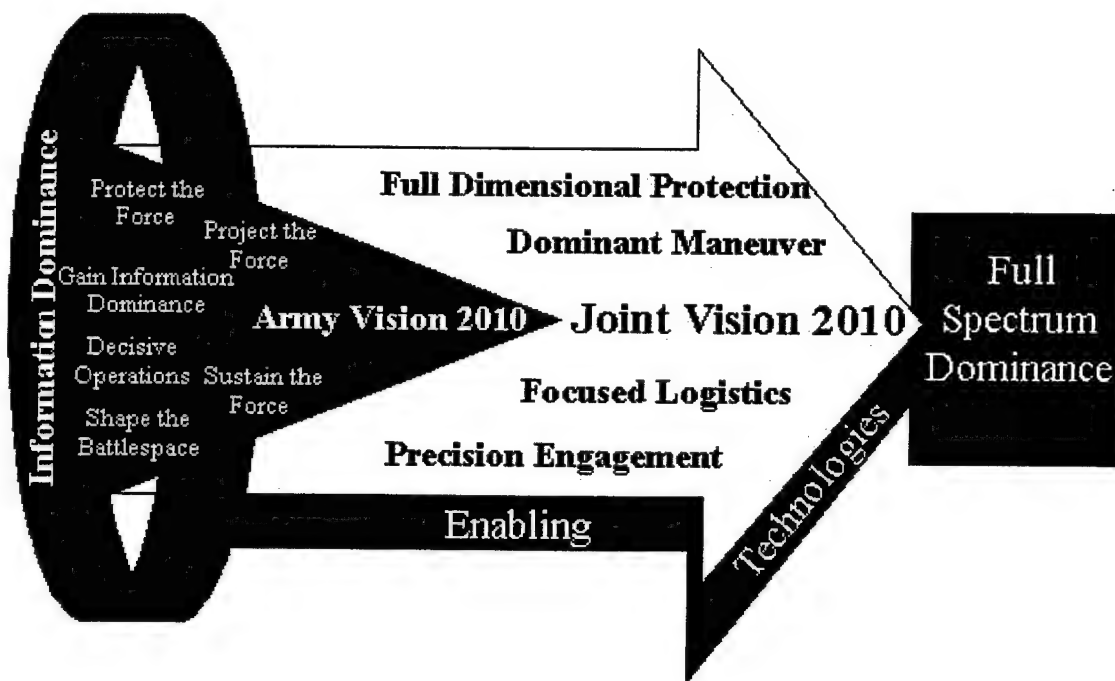 Information Dominance
Protect the
Force
Project the
Force
Gain Information
Dominance
Decisive
Operations
Sustain the
Force
Shape the
Battlespace
Army Vision 2010
Full Dimensional Protection
Dominant Maneuver
Joint Vision 2010
Focused Logistics
Precision Engagement
Enabling
Technologies
Full
Spectrum
Dominance